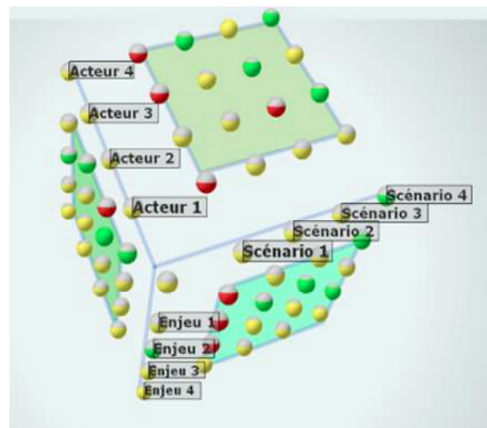 Acteur 4
Acteur 3
Acteur 2
Acteur 1
Scénario 4
Scénario 3
Scénario 2
Scénario 1
Enjeu 1
Enjeu 2
Enjeu 3
Enjeu 4